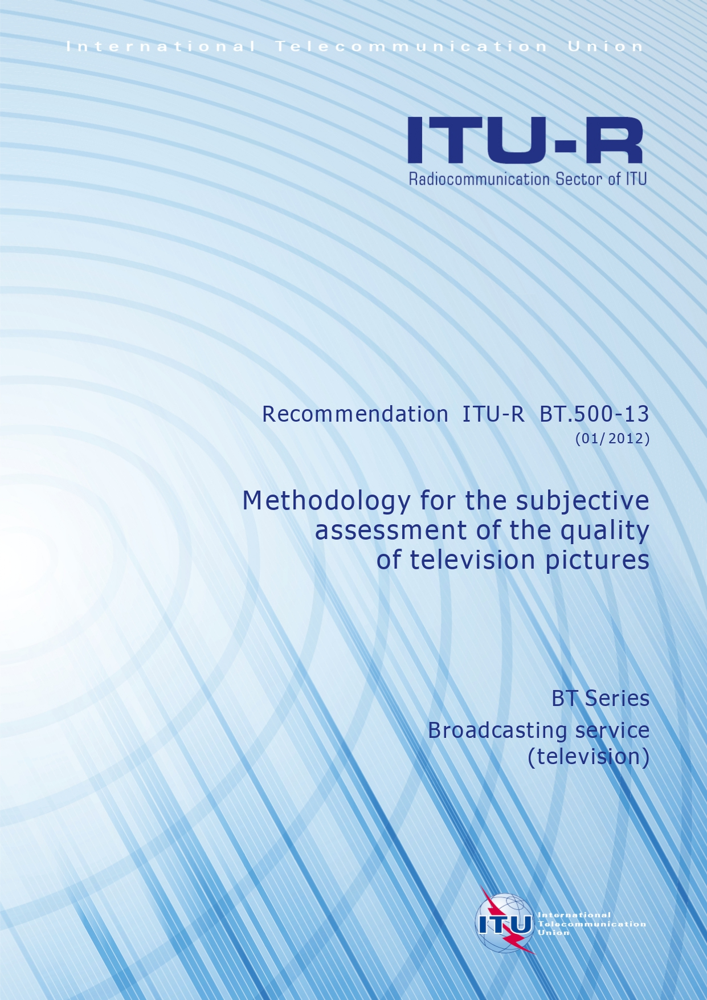 International Telecommunication Union
ITU-R
Radiocommunication Sector of ITU
Recommendation ITU-R BT.500-13
(01/2012)
Methodology for the subjective
assessment of the quality
of television pictures
BT Series
Broadcasting service
(television)
ITU
International
Telecommunication
Union